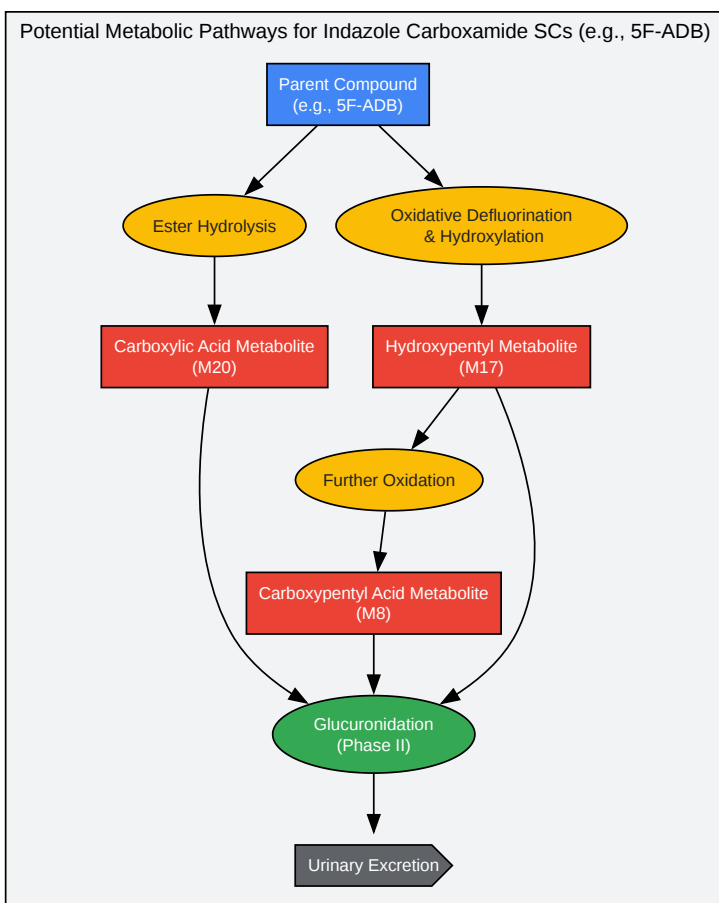 Potential Metabolic Pathways for Indazole Carboxamide SCs (e.g., 5F-ADB)
Parent Compound
(e.g., 5F-ADB)
Ester Hydrolysis
Oxidative Defluorination
& Hydroxylation
Carboxylic Acid Metabolite
(M20)
Hydroxypentyl Metabolite
(M17)
Further Oxidation
Carboxypentyl Acid Metabolite
(M8)
Glucuronidation
(Phase II)
Urinary Excretion